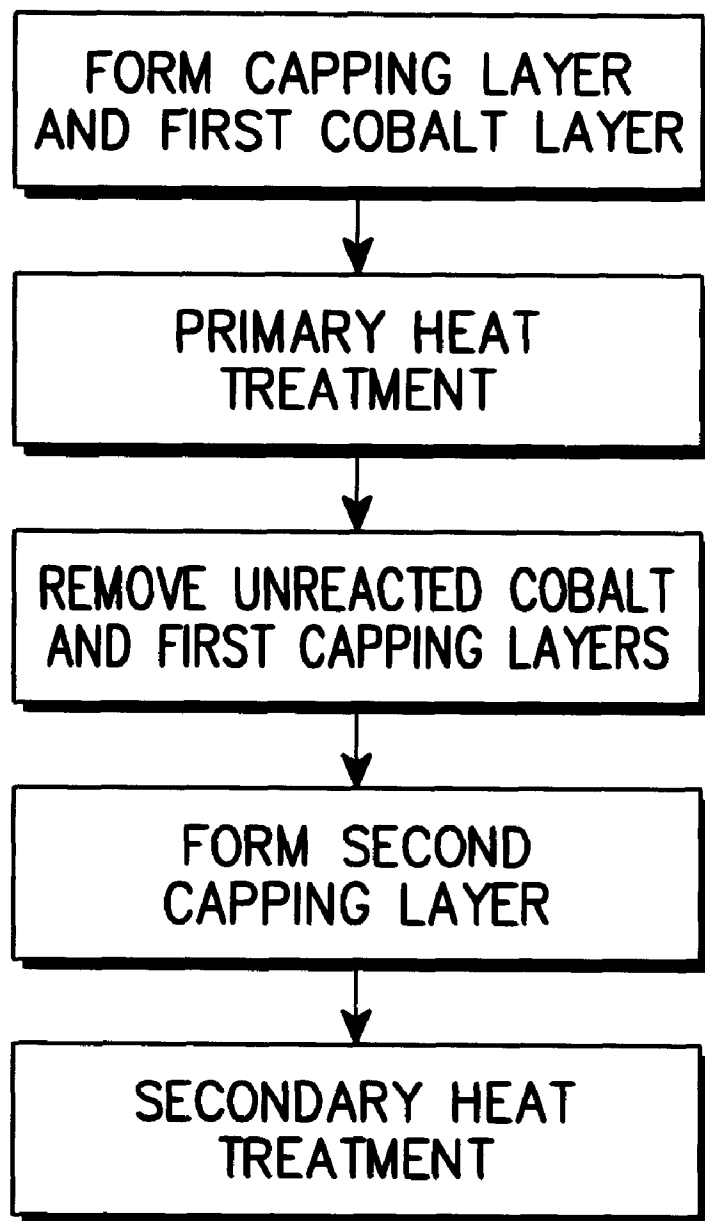 FORM CAPPING LAYER
AND FIRST COBALT LAYER
PRIMARY HEAT
TREATMENT
REMOVE UNREACTED COBALT
AND FIRST CAPPING LAYERS
FORM SECOND
CAPPING LAYER
SECONDARY HEAT
TREATMENT